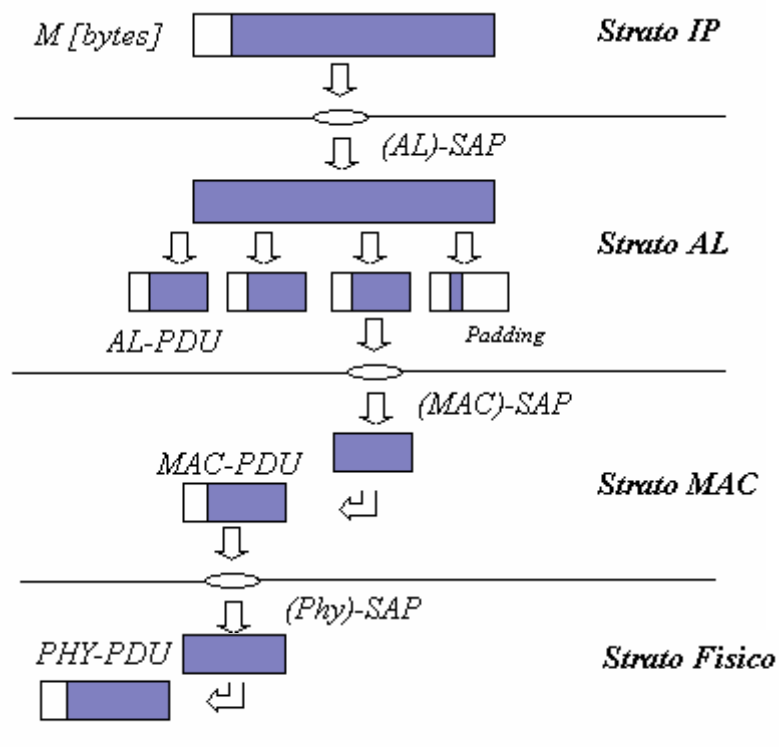 M [bytes]
Strato IP
(AL)-SAP
Strato AL
AL-PDU
Padding
(MAC)-SAP
MAC-PDU
Strato MAC
(Phy)-SAP
PHY-PDU
Strato Fisico